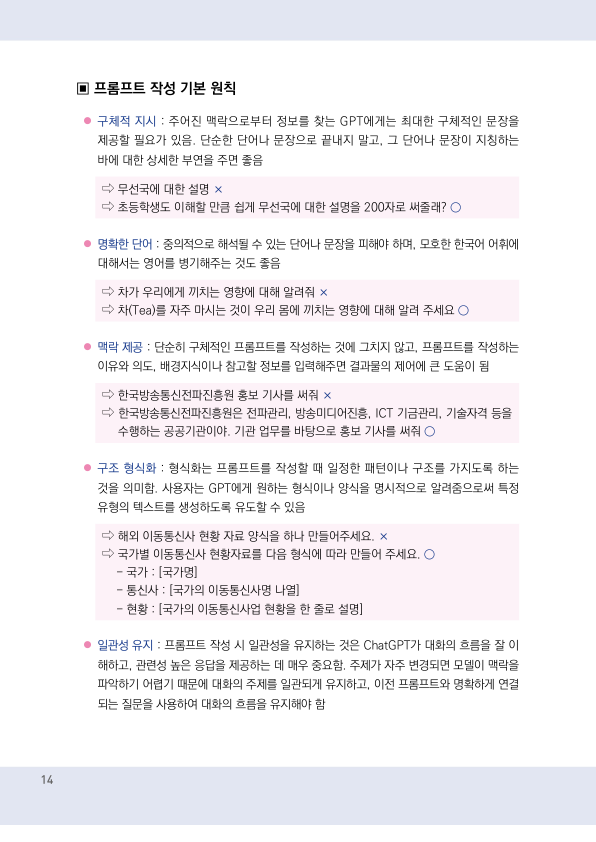 ▣ 프롬프트 작성 기본 원칙
● 구체적 지시 : 주어진 맥락으로부터 정보를 찾는 GPT에게는 최대한 구체적인 문장을
제공할 필요가 있음. 단순한 단어나 문장으로 끝내지 말고, 그 단어나 문장이 지칭하는
바에 대한 상세한 부연을 주면 좋음
⇨ 무선국에 대한 설명 ×
⇨ 초등학생도 이해할 만큼 쉽게 무선국에 대한 설명을 200자로 써줄래? ○
● 명확한 단어 : 중의적으로 해석될 수 있는 단어나 문장을 피해야 하며, 모호한 한국어 어휘에
대해서는 영어를 병기해주는 것도 좋음
⇨ 차가 우리에게 끼치는 영향에 대해 알려줘 ×
⇨ 차(Tea)를 자주 마시는 것이 우리 몸에 끼치는 영향에 대해 알려 주세요 ○
● 맥락 제공 : 단순히 구체적인 프롬프트를 작성하는 것에 그치지 않고, 프롬프트를 작성하는
이유와 의도, 배경지식이나 참고할 정보를 입력해주면 결과물의 제어에 큰 도움이 됨
⇨ 한국방송통신전파진흥원 홍보 기사를 써줘 ×
⇨ 한국방송통신전파진흥원은 전파관리, 방송미디어진흥, ICT 기금관리, 기술자격 등을
수행하는 공공기관이야. 기관 업무를 바탕으로 홍보 기사를 써줘 ○
● 구조 형식화 : 형식화는 프롬프트를 작성할 때 일정한 패턴이나 구조를 가지도록 하는
것을 의미함. 사용자는 GPT에게 원하는 형식이나 양식을 명시적으로 알려줌으로써 특정
유형의 텍스트를 생성하도록 유도할 수 있음
⇨ 해외 이동통신사 현황 자료 양식을 하나 만들어주세요. ×
⇨ 국가별 이동통신사 현황자료를 다음 형식에 따라 만들어 주세요. ○
- 국가 : [국가명]
- 통신사 : [국가의 이동통신사명 나열]
- 현황 : [국가의 이동통신사업 현황을 한 줄로 설명]
● 일관성 유지 : 프롬프트 작성 시 일관성을 유지하는 것은 ChatGPT가 대화의 흐름을 잘 이
해하고, 관련성 높은 응답을 제공하는 데 매우 중요함. 주제가 자주 변경되면 모델이 맥락을
파악하기 어렵기 때문에 대화의 주제를 일관되게 유지하고, 이전 프롬프트와 명확하게 연결
되는 질문을 사용하여 대화의 흐름을 유지해야 함
14